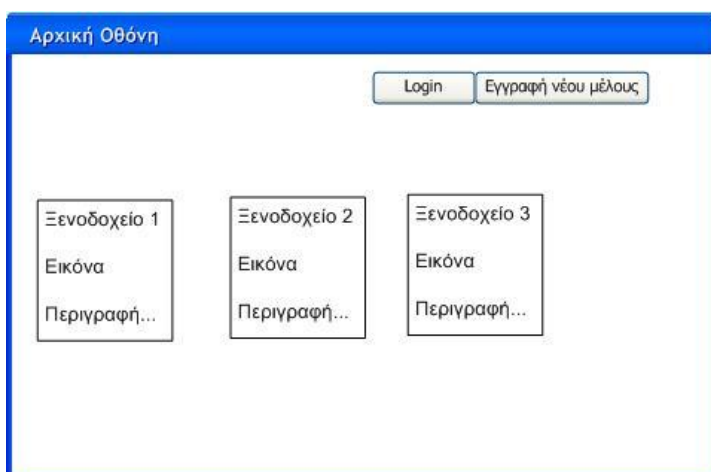 Αρχική Οθόνη
Login
Εγγραφή νέου μέλους
Ξενοδοχείο 1
Εικόνα
Περιγραφή...
Ξενοδοχείο 2
Εικόνα
Περιγραφή...
Ξενοδοχείο 3
Εικόνα
Περιγραφή...